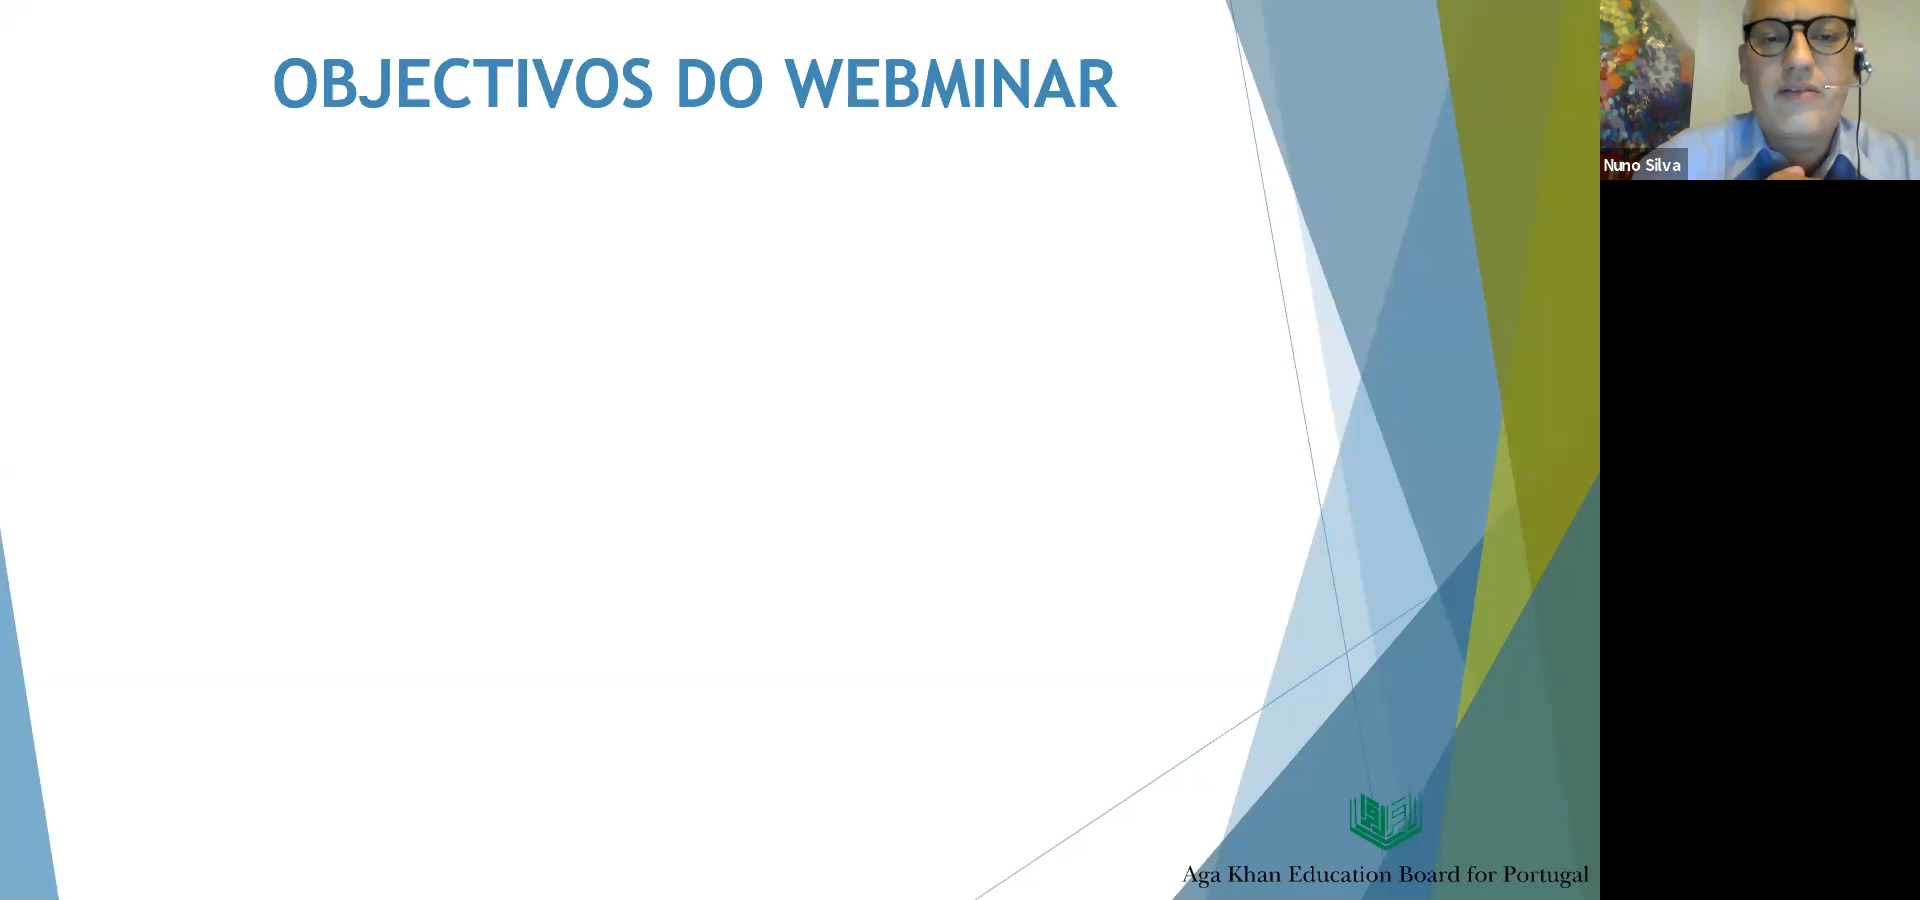 OBJECTIVOS DO WEBMINAR
Nuno Silva
Aga Khan Education Board for Portugal